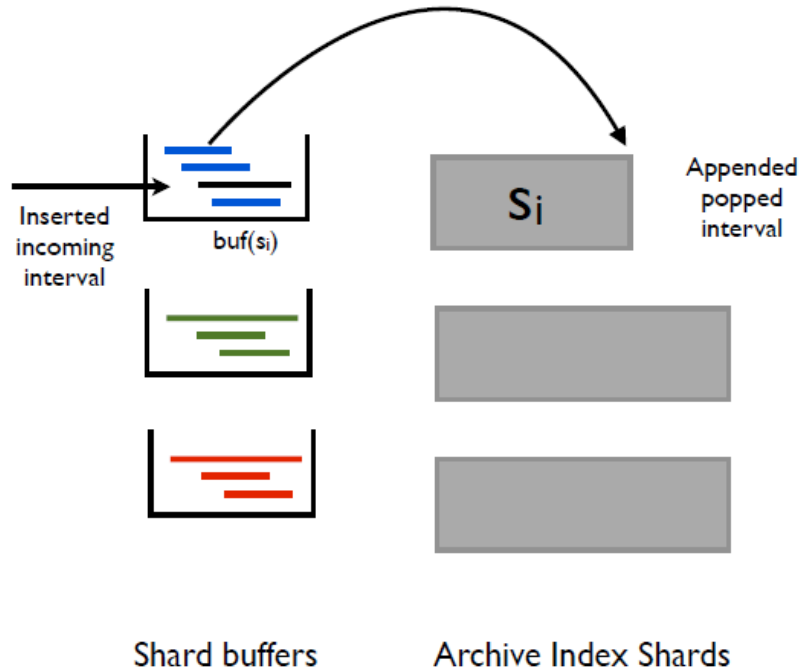 Inserted
incoming
interval
buf(sᵢ)
sᵢ
Appended
popped
interval
Shard buffers
Archive Index Shards